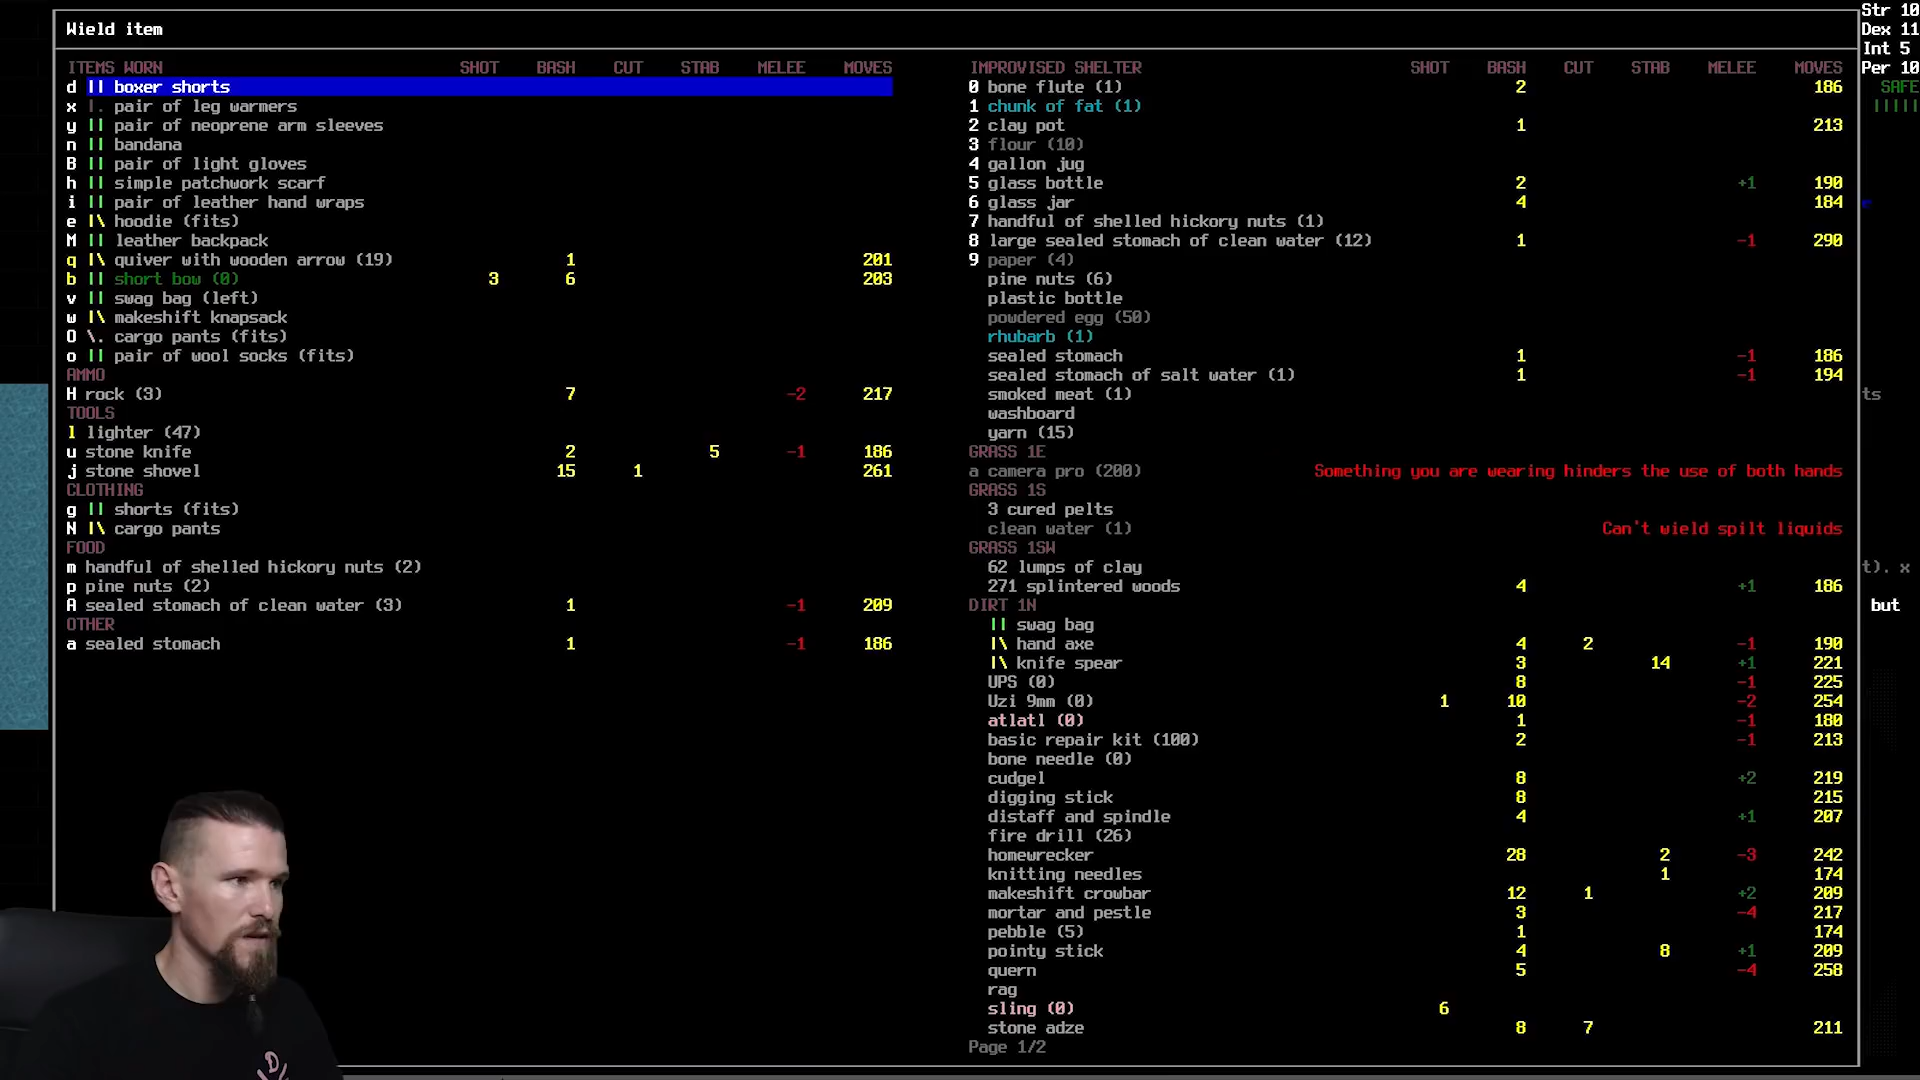 Wield item
ITEMS WORN SHOT BASH CUT STAB MELEE MOVES
d || boxer shorts
x |. pair of leg warmers
y || pair of neoprene arm sleeves
n || bandana
B || pair of light gloves
h || simple patchwork scarf
i || pair of leather hand wraps
e |\ hoodie (fits)
M || leather backpack
q |\ quiver with wooden arrow (19) 1 201
b || short bow (0) 3 6 203
v || swag bag (left)
w |\ makeshift knapsack
O \. cargo pants (fits)
o || pair of wool socks (fits)
AMMO
H rock (3) 7 -2 217
TOOLS
l lighter (47)
u stone knife 2 5 -1 186
j stone shovel 15 1 261
CLOTHING
g || shorts (fits)
N |\ cargo pants
FOOD
m handful of shelled hickory nuts (2)
p pine nuts (2)
A sealed stomach of clean water (3) 1 -1 209
OTHER
a sealed stomach 1 -1 186
IMPROVISED SHELTER SHOT BASH CUT STAB MELEE MOVES
0 bone flute (1) 2 186
1 chunk of fat (1)
2 clay pot 1 213
3 flour (10)
4 gallon jug
5 glass bottle 2 +1 190
6 glass jar 4 184
7 handful of shelled hickory nuts (1)
8 large sealed stomach of clean water (12) 1 -1 290
9 paper (4)
pine nuts (6)
plastic bottle
powdered egg (50)
rhubarb (1)
sealed stomach 1 -1 186
sealed stomach of salt water (1) 1 -1 194
smoked meat (1)
washboard
yarn (15)
GRASS 1E
a camera pro (200) Something you are wearing hinders the use of both hands
GRASS 1S
3 cured pelts
clean water (1) Can't wield spilt liquids
GRASS 1SW
62 lumps of clay
271 splintered woods 4 +1 186
DIRT 1N
|| swag bag
|\ hand axe 4 2 -1 190
|\ knife spear 3 14 +1 221
UPS (0) 8 -1 225
Uzi 9mm (0) 1 10 -2 254
atlatl (0) 1 -1 180
basic repair kit (100) 2 -1 213
bone needle (0)
cudgel 8 +2 219
digging stick 8 215
distaff and spindle 4 +1 207
fire drill (26)
homewrecker 28 2 -3 242
knitting needles 1 174
makeshift crowbar 12 1 +2 209
mortar and pestle 3 -4 217
pebble (5) 1 174
pointy stick 4 8 +1 209
quern 5 -4 258
rag
sling (0) 6
stone adze 8 7 211
Page 1/2
Str 10
Dex 11
Int 5
Per 10
SAFE
|||||
ts
t). x
but